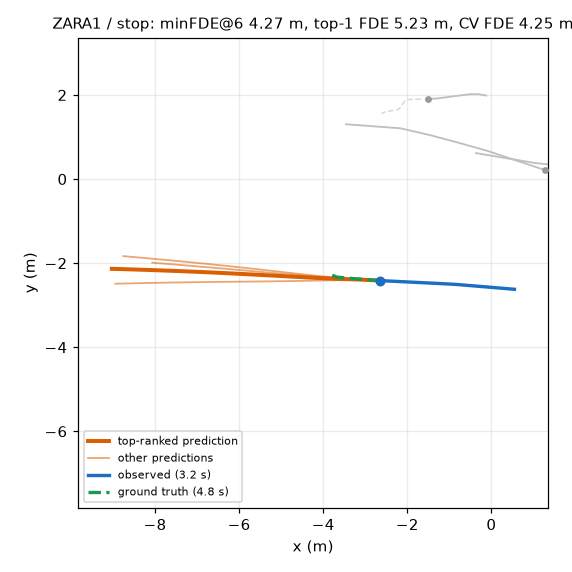 ZARA1 / stop: minFDE@6 4.27 m, top-1 FDE 5.23 m, CV FDE 4.25 m
y (m)
2
0
−2
−4
−6
top-ranked prediction
other predictions
observed (3.2 s)
ground truth (4.8 s)
−8 −6 −4 −2 0
x (m)